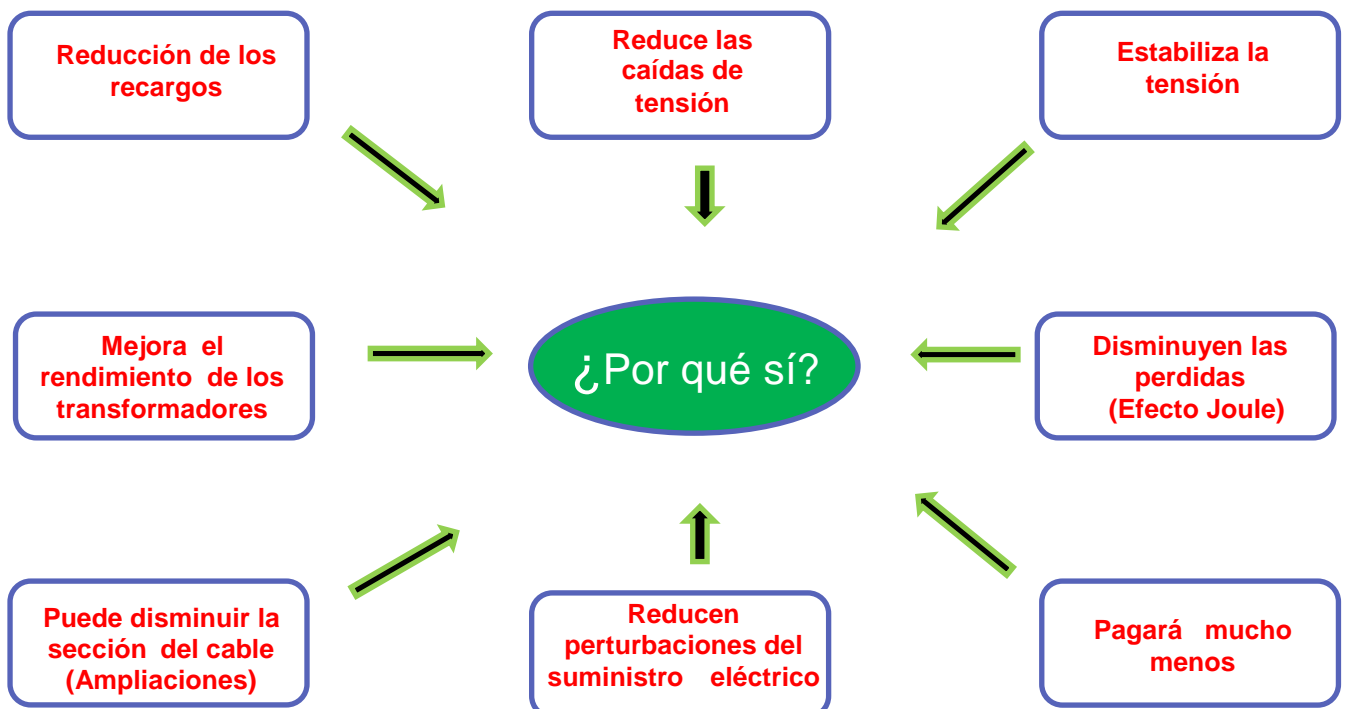 Reducción de los
recargos
Reduce las
caídas de
tensión
Estabiliza la
tensión
Mejora el
rendimiento de los
transformadores
¿Por qué sí?
Disminuyen las
perdidas
(Efecto Joule)
Puede disminuir la
sección del cable
(Ampliaciones)
Reducen
perturbaciones del
suministro eléctrico
Pagará mucho
menos